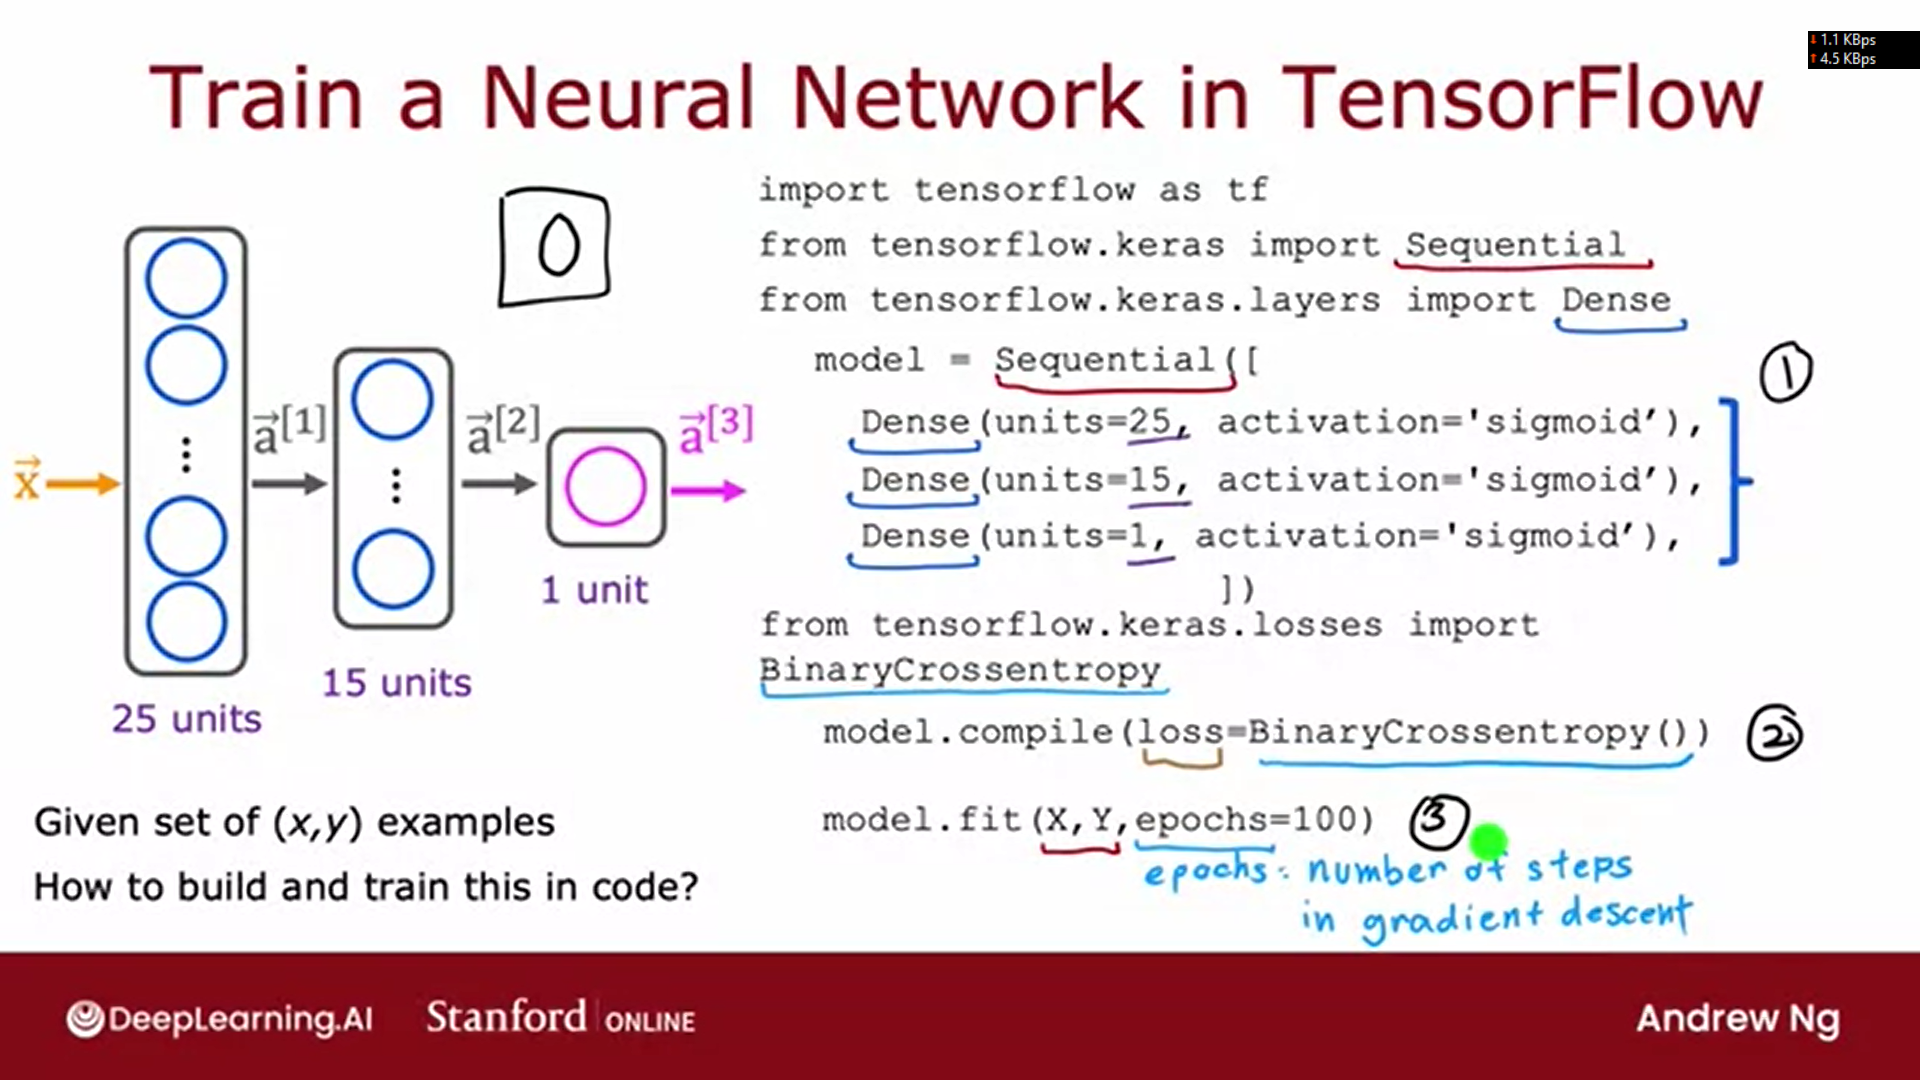 ↓ 1.1 KBps
↑ 4.5 KBps
Train a Neural Network in TensorFlow
0
x⃗
a⃗[1]
a⃗[2]
a⃗[3]
25 units
15 units
1 unit
Given set of (x,y) examples
How to build and train this in code?
import tensorflow as tf
from tensorflow.keras import Sequential
from tensorflow.keras.layers import Dense
model = Sequential([
①
Dense(units=25, activation='sigmoid’),
Dense(units=15, activation='sigmoid’),
Dense(units=1, activation='sigmoid’),
])
from tensorflow.keras.losses import
BinaryCrossentropy
model.compile(loss=BinaryCrossentropy()) ②
model.fit(X,Y,epochs=100) ③
epochs: number of steps
in gradient descent
DeepLearning.AI
Stanford | ONLINE
Andrew Ng